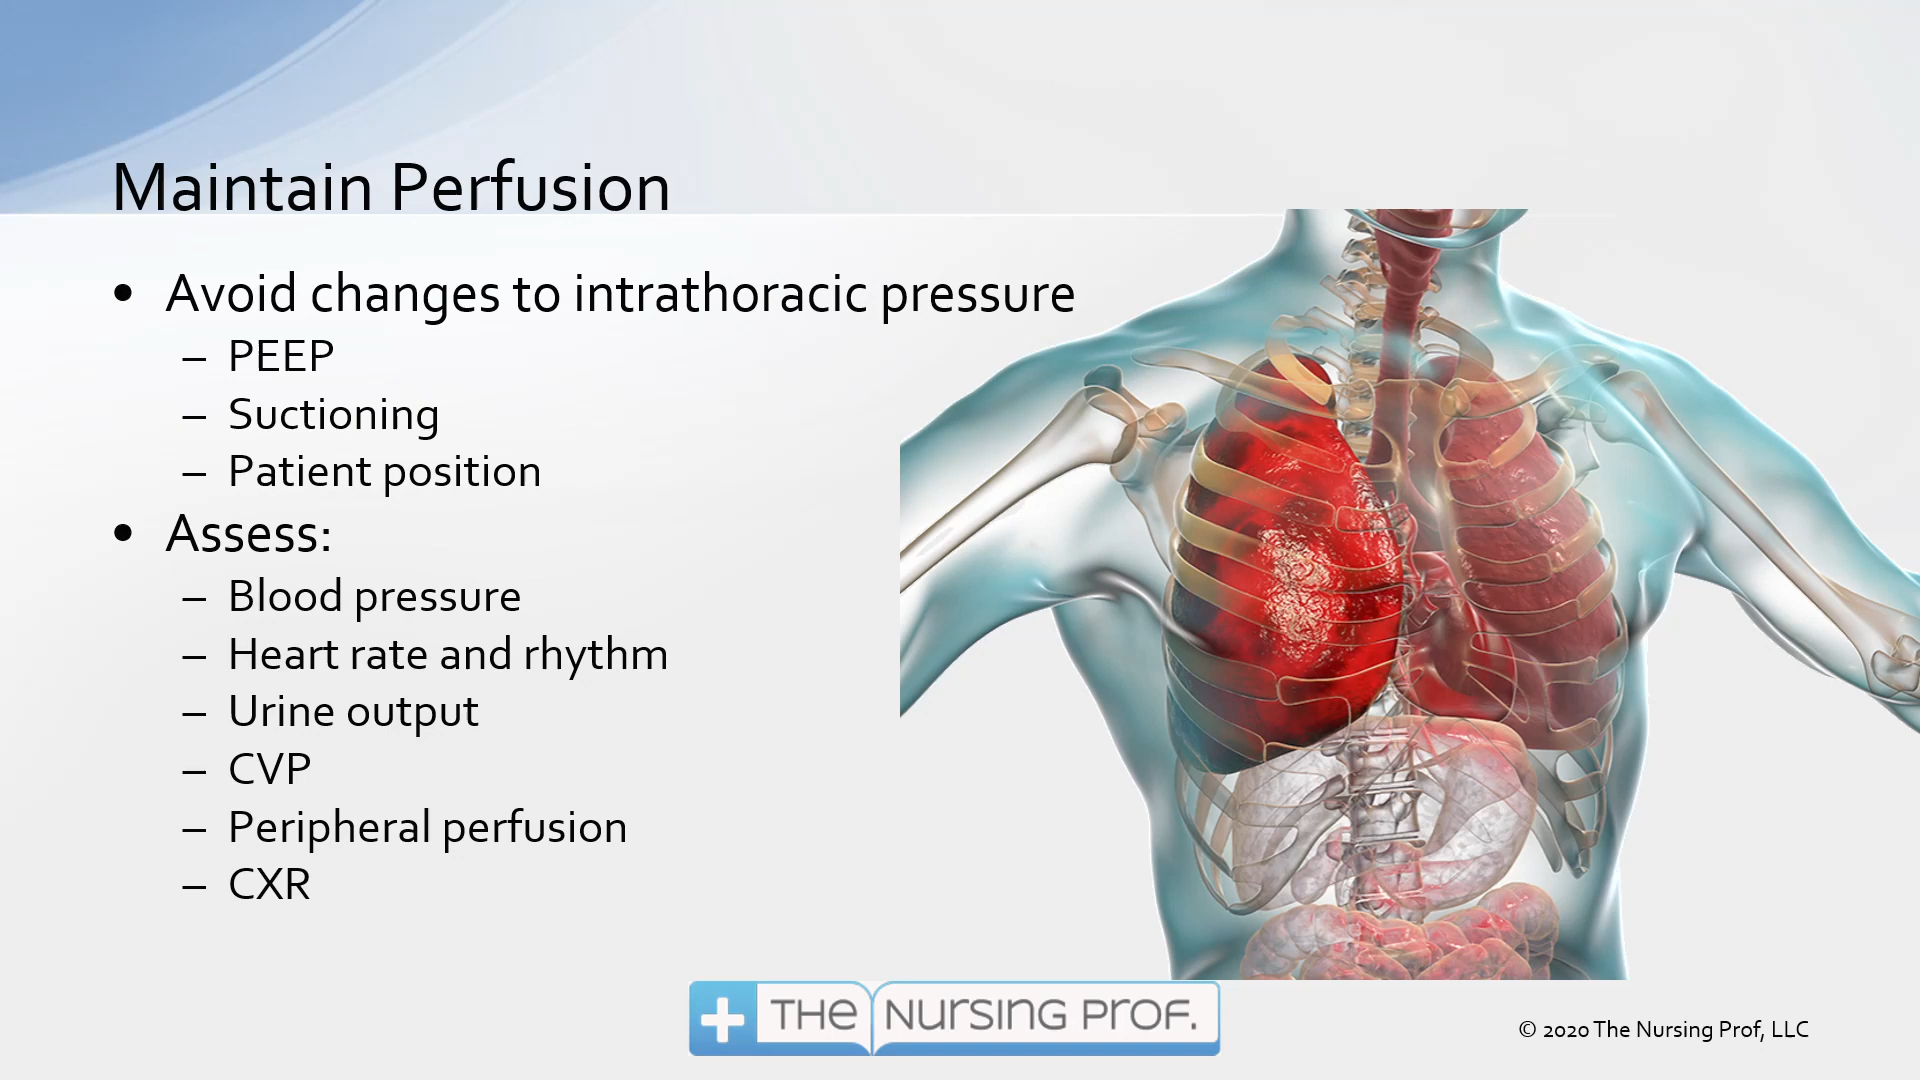 Maintain Perfusion
• Avoid changes to intrathoracic pressure
– PEEP
– Suctioning
– Patient position
• Assess:
– Blood pressure
– Heart rate and rhythm
– Urine output
– CVP
– Peripheral perfusion
– CXR
THE NURSING PROF.
© 2020 The Nursing Prof, LLC